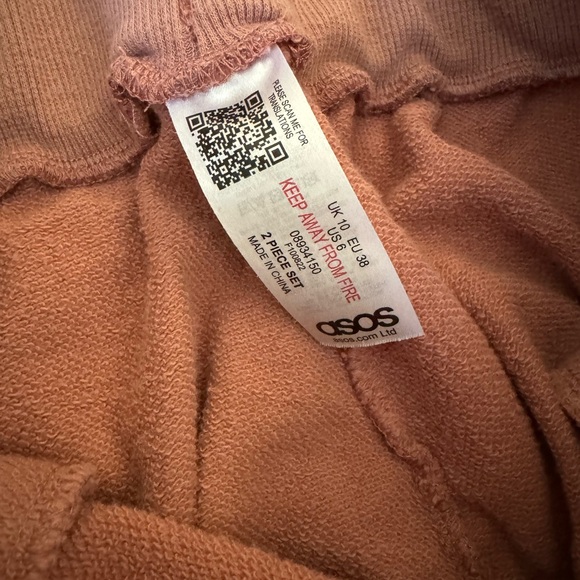 PLEASE SCAN ME FOR
TRANSLATIONS
KEEP AWAY FROM FIRE
UK 10 EU 38
US 6
08934150
F100822
2 PIECE SET
MADE IN CHINA
asos
asos.com Ltd